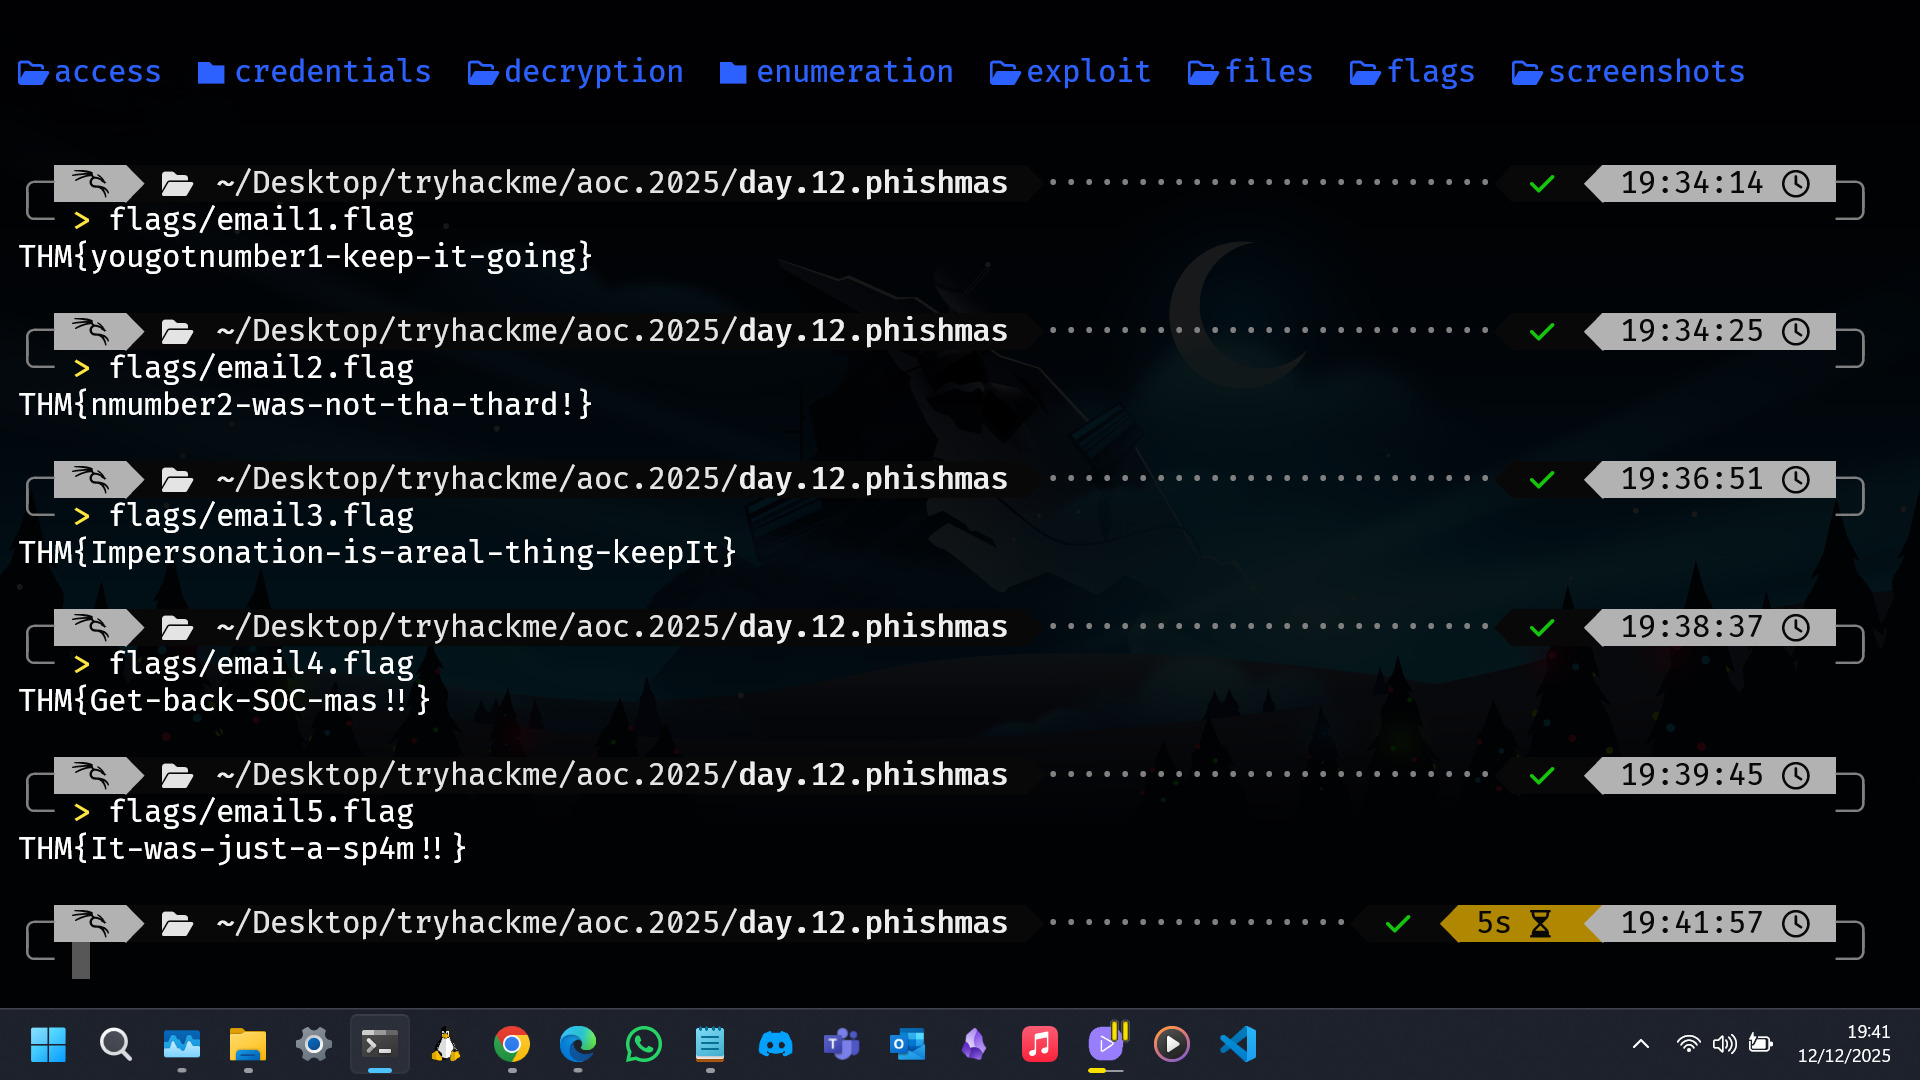 access credentials decryption enumeration exploit files flags screenshots
~/Desktop/tryhackme/aoc.2025/day.12.phishmas 19:34:14
> flags/email1.flag
THM{yougotnumber1-keep-it-going}
~/Desktop/tryhackme/aoc.2025/day.12.phishmas 19:34:25
> flags/email2.flag
THM{nmumber2-was-not-tha-thard!}
~/Desktop/tryhackme/aoc.2025/day.12.phishmas 19:36:51
> flags/email3.flag
THM{Impersonation-is-areal-thing-keepIt}
~/Desktop/tryhackme/aoc.2025/day.12.phishmas 19:38:37
> flags/email4.flag
THM{Get-back-SOC-mas!!}
~/Desktop/tryhackme/aoc.2025/day.12.phishmas 19:39:45
> flags/email5.flag
THM{It-was-just-a-sp4m!!}
~/Desktop/tryhackme/aoc.2025/day.12.phishmas 5s 19:41:57
19:41
12/12/2025